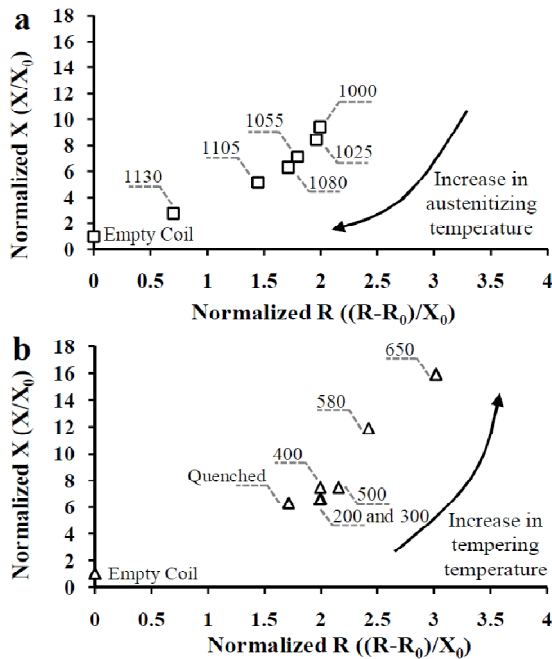 a
Normalized X (X/X₀)
18
16
14
12
10
8
6
4
2
0
1000
1055
1105
1025
1130
1080
Increase in
austenitizing
temperature
Empty Coil
0 0.5 1 1.5 2 2.5 3 3.5 4
Normalized R ((R-R₀)/X₀)
b
Normalized X (X/X₀)
18
16
14
12
10
8
6
4
2
0
650
580
400
Quenched
500
200 and 300
Increase in
tempering
temperature
Empty Coil
0 0.5 1 1.5 2 2.5 3 3.5 4
Normalized R ((R-R₀)/X₀)